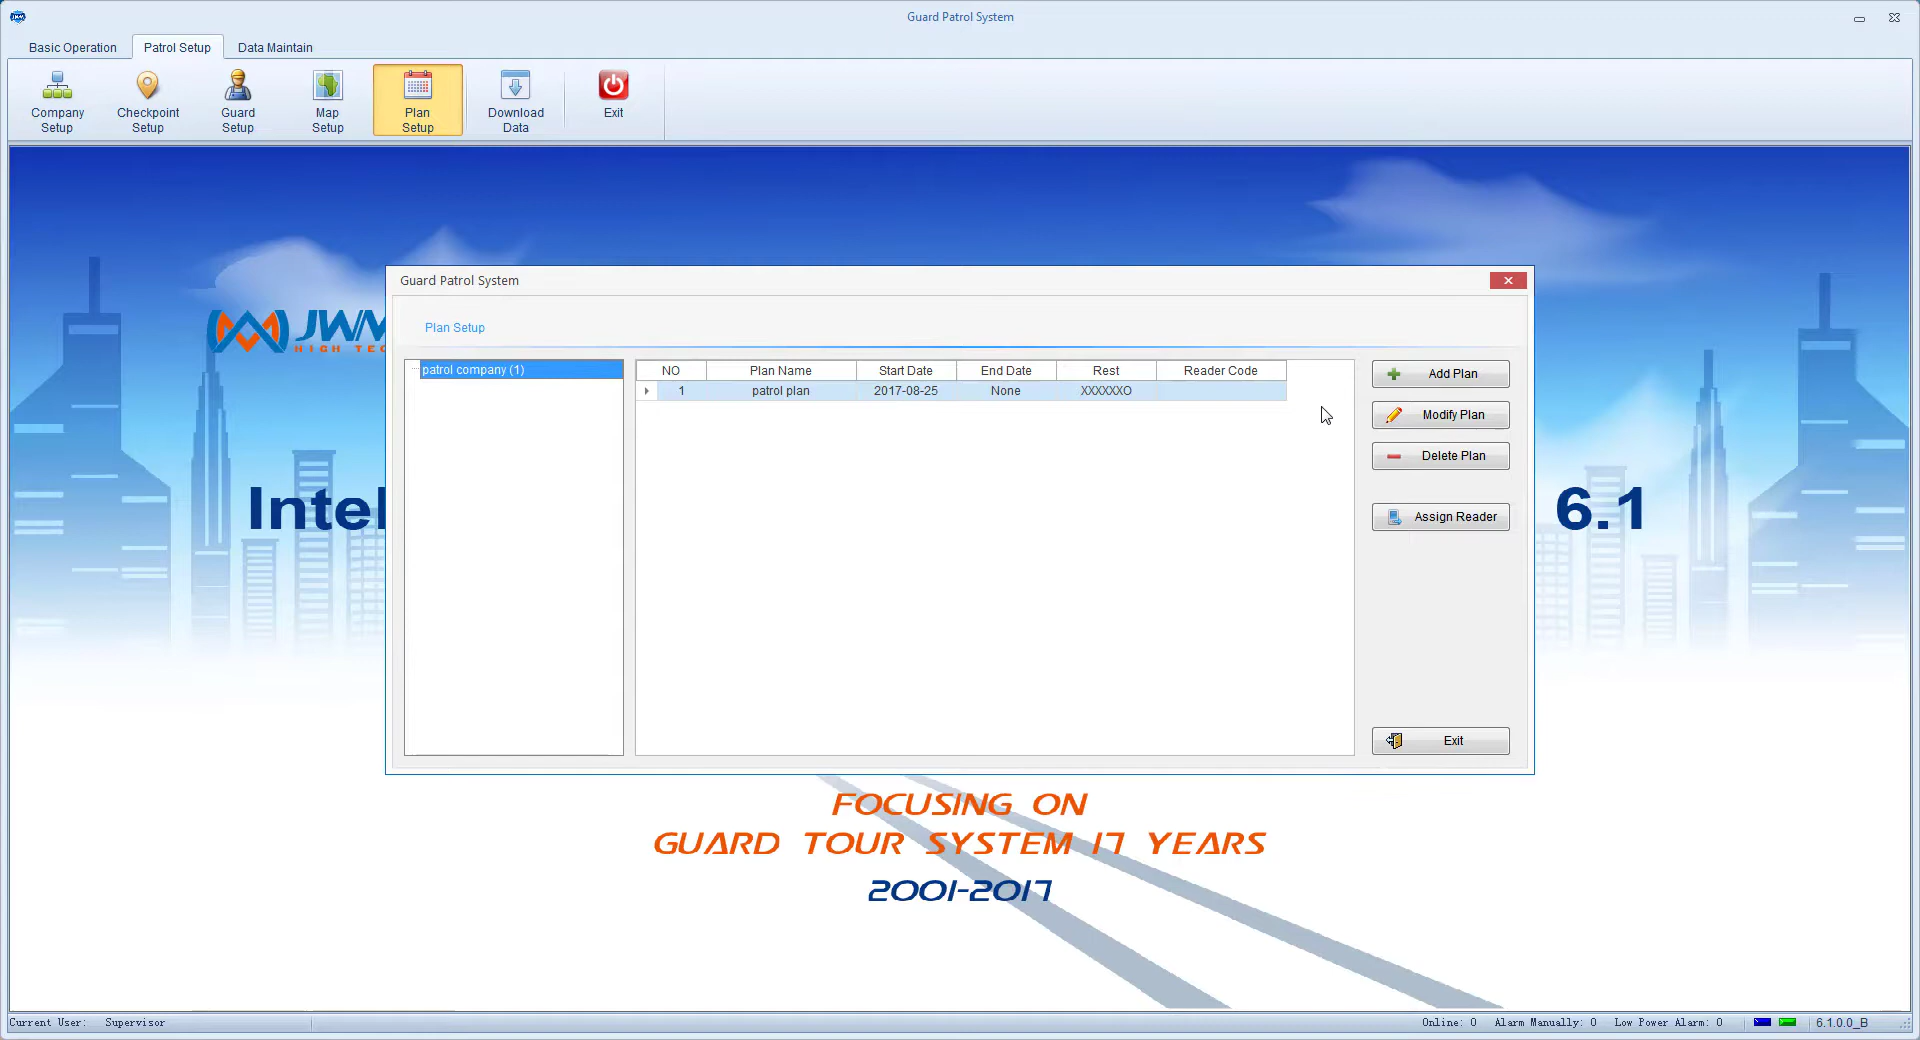 JWM
Guard Patrol System
Basic Operation
Patrol Setup
Data Maintain
Company Setup
Checkpoint Setup
Guard Setup
Map Setup
Plan Setup
Download Data
Exit
JWM
HIGH TEC
Intel
6.1
Guard Patrol System
Plan Setup
patrol company (1)
NO Plan Name Start Date End Date Rest Reader Code
1 patrol plan 2017-08-25 None XXXXXXO
Add Plan
Modify Plan
Delete Plan
Assign Reader
Exit
FOCUSING ON
GUARD TOUR SYSTEM 17 YEARS
2001-2017
Current User: Supervisor
Online: 0 Alarm Manually: 0 Low Power Alarm: 0 6.1.0.0_B